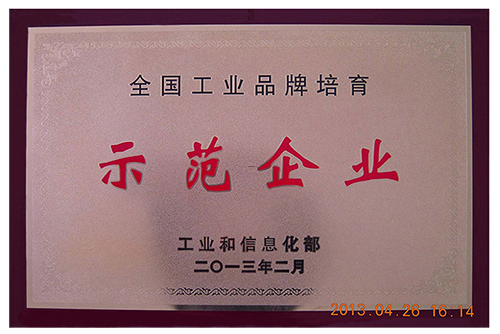 全国工业品牌培育
示范企业
工业和信息化部
二〇一三年二月
2013.04.26 16:14